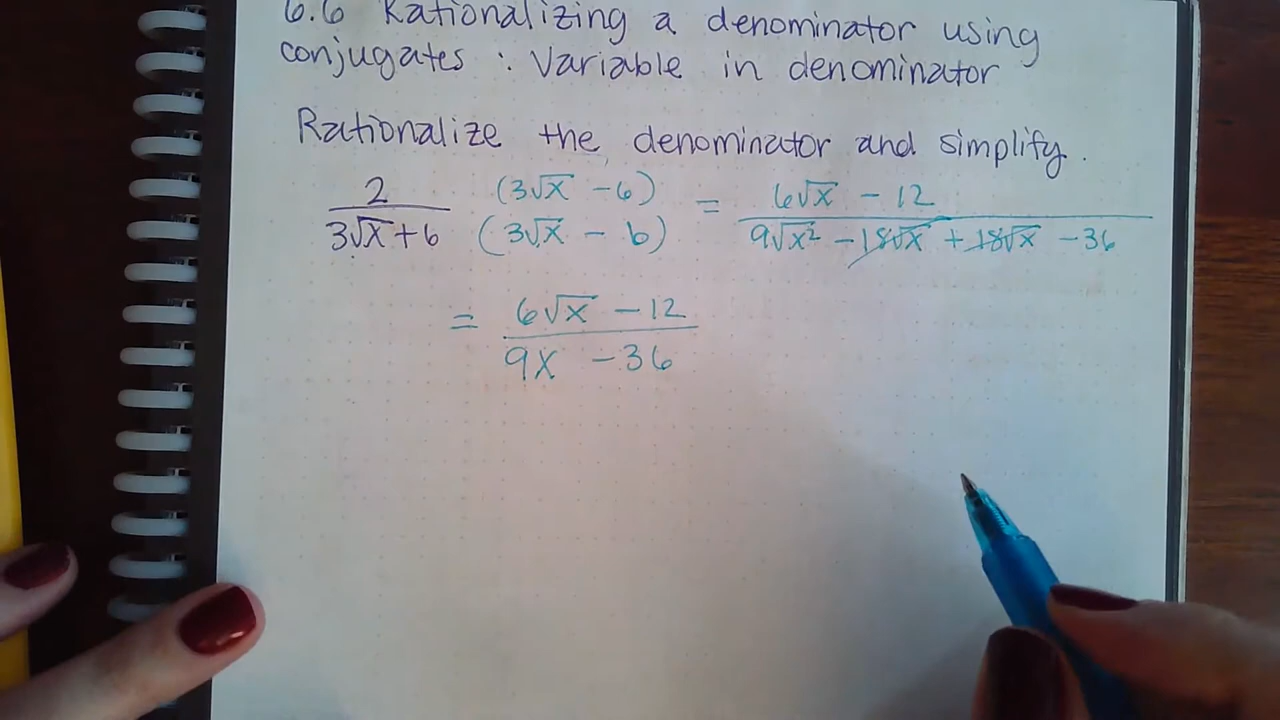 6.6 Rationalizing a denominator using
conjugates : Variable in denominator
Rationalize the denominator and simplify.
2 (3√x - 6) = 6√x - 12
3√x + 6 (3√x - 6) 9√x² - 18√x + 18√x - 36
= 6√x - 12
9x - 36